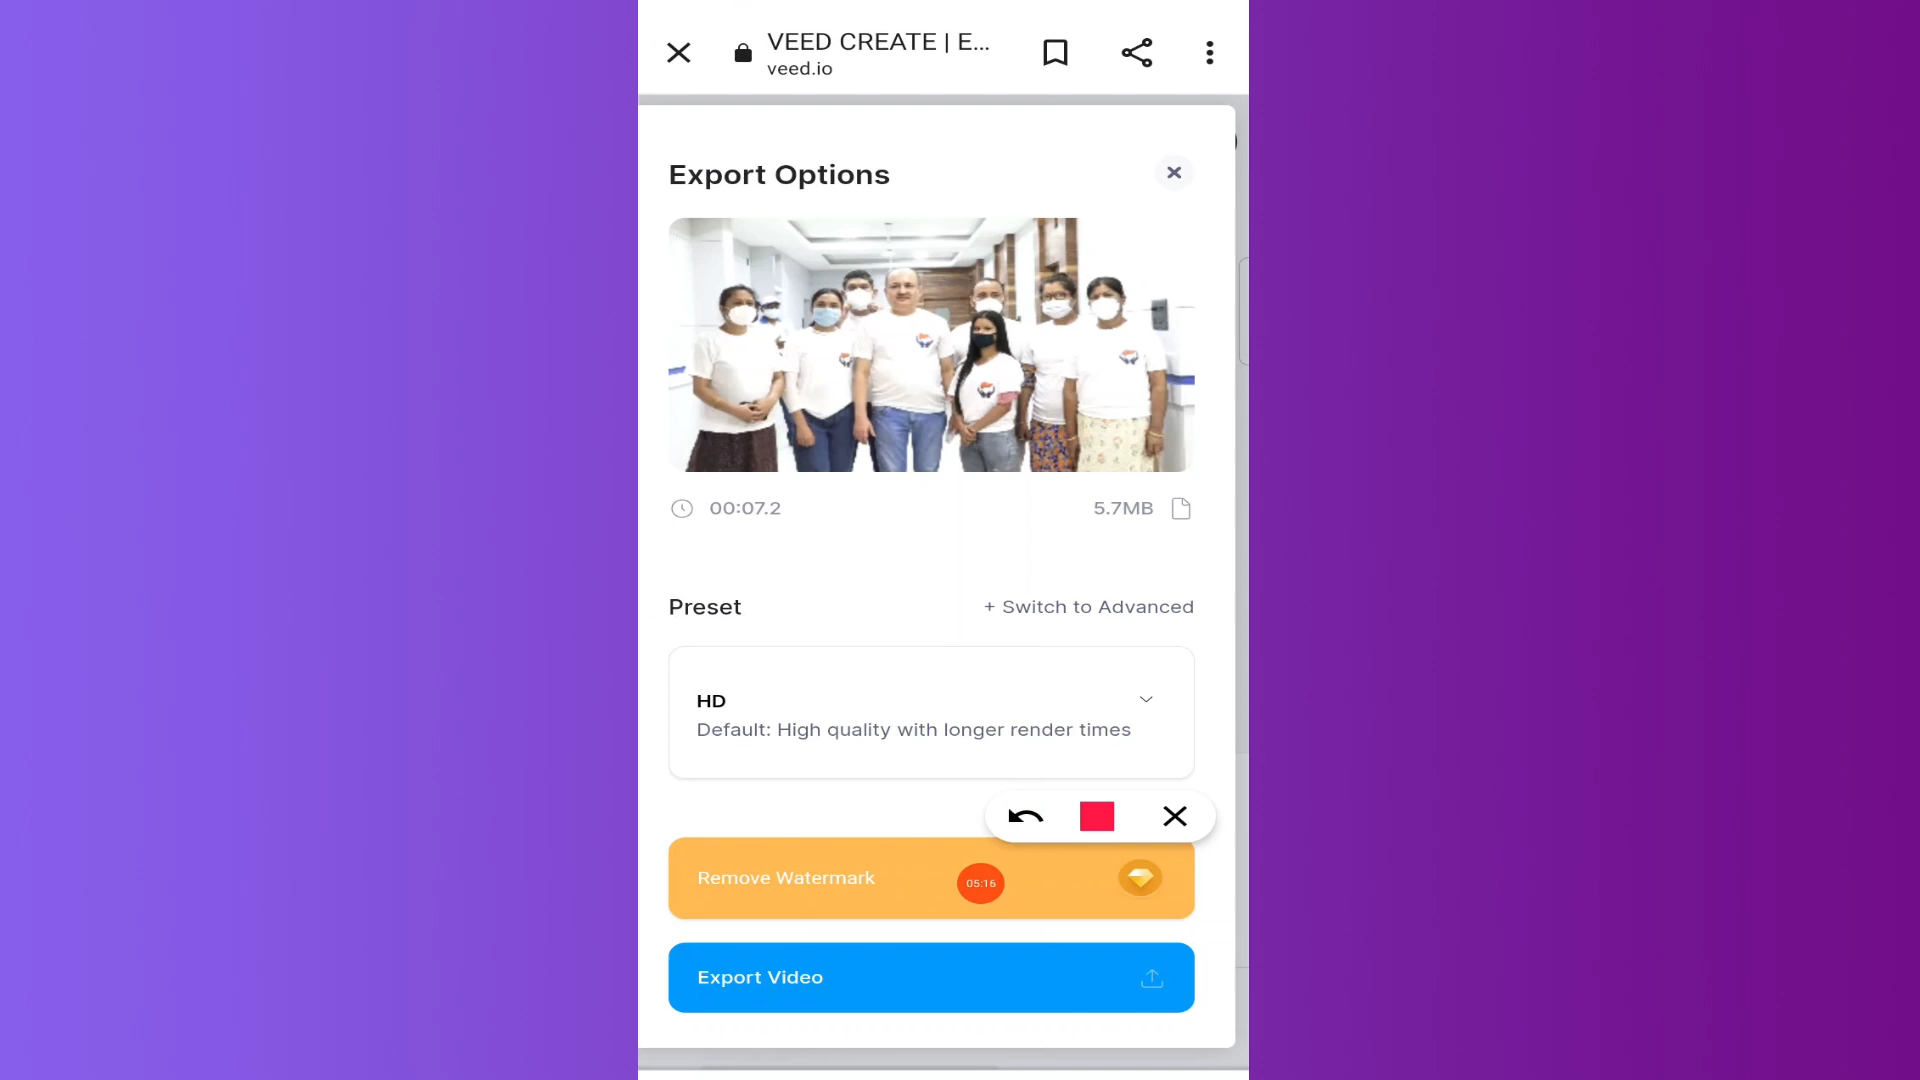 VEED CREATE | E...
veed.io
Export Options
00:07.2
5.7MB
Preset
+ Switch to Advanced
HD
Default: High quality with longer render times
Remove Watermark
05:16
Export Video